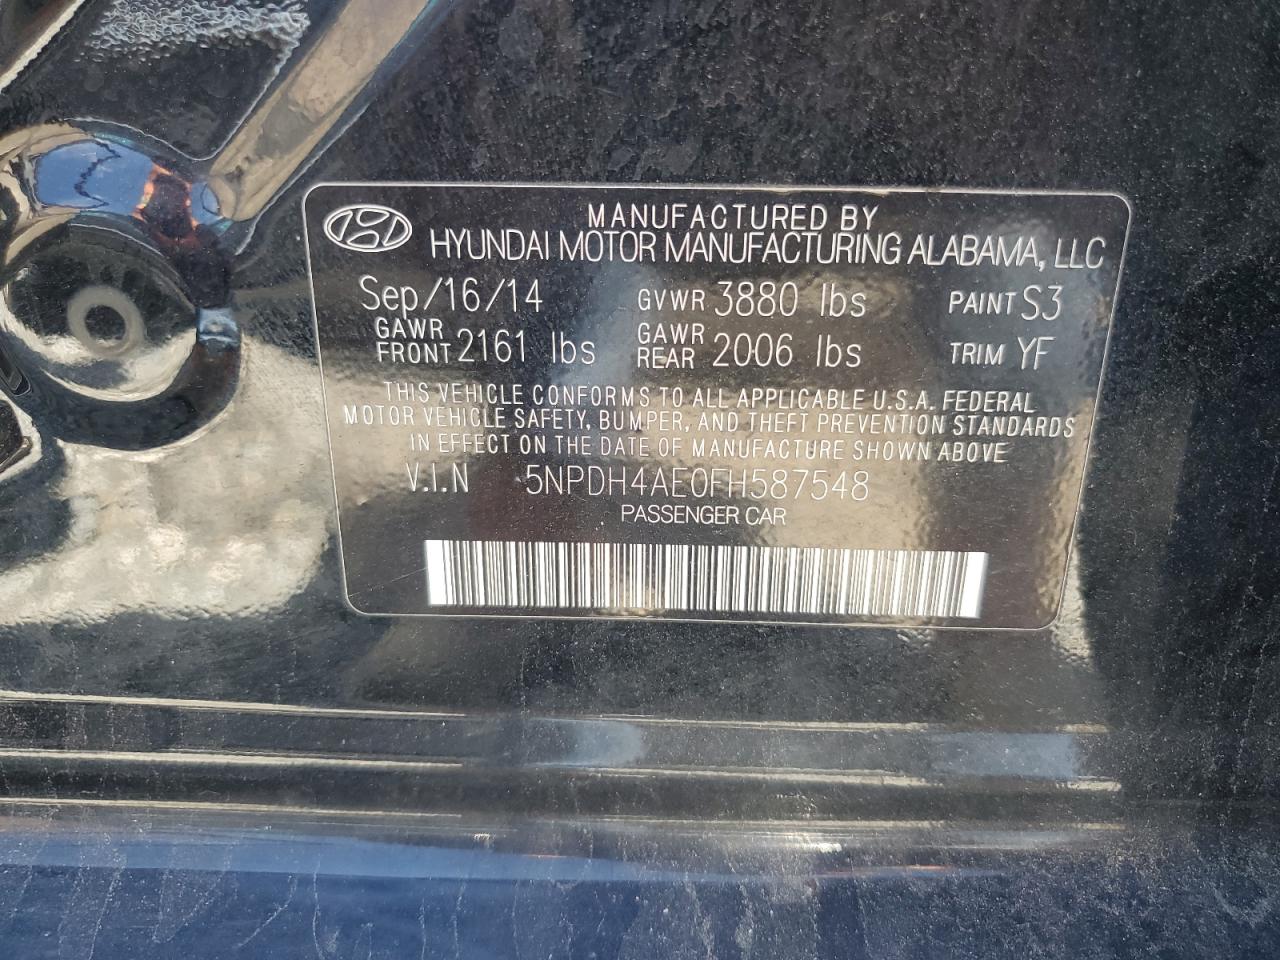 MANUFACTURED BY
HYUNDAI MOTOR MANUFACTURING ALABAMA, LLC
Sep/16/14 GVWR 3880 lbs PAINT S3
GAWR FRONT 2161 lbs GAWR REAR 2006 lbs TRIM YF
THIS VEHICLE CONFORMS TO ALL APPLICABLE U.S.A. FEDERAL
MOTOR VEHICLE SAFETY, BUMPER, AND THEFT PREVENTION STANDARDS
IN EFFECT ON THE DATE OF MANUFACTURE SHOWN ABOVE
V.I.N 5NPDH4AE0FH587548
PASSENGER CAR